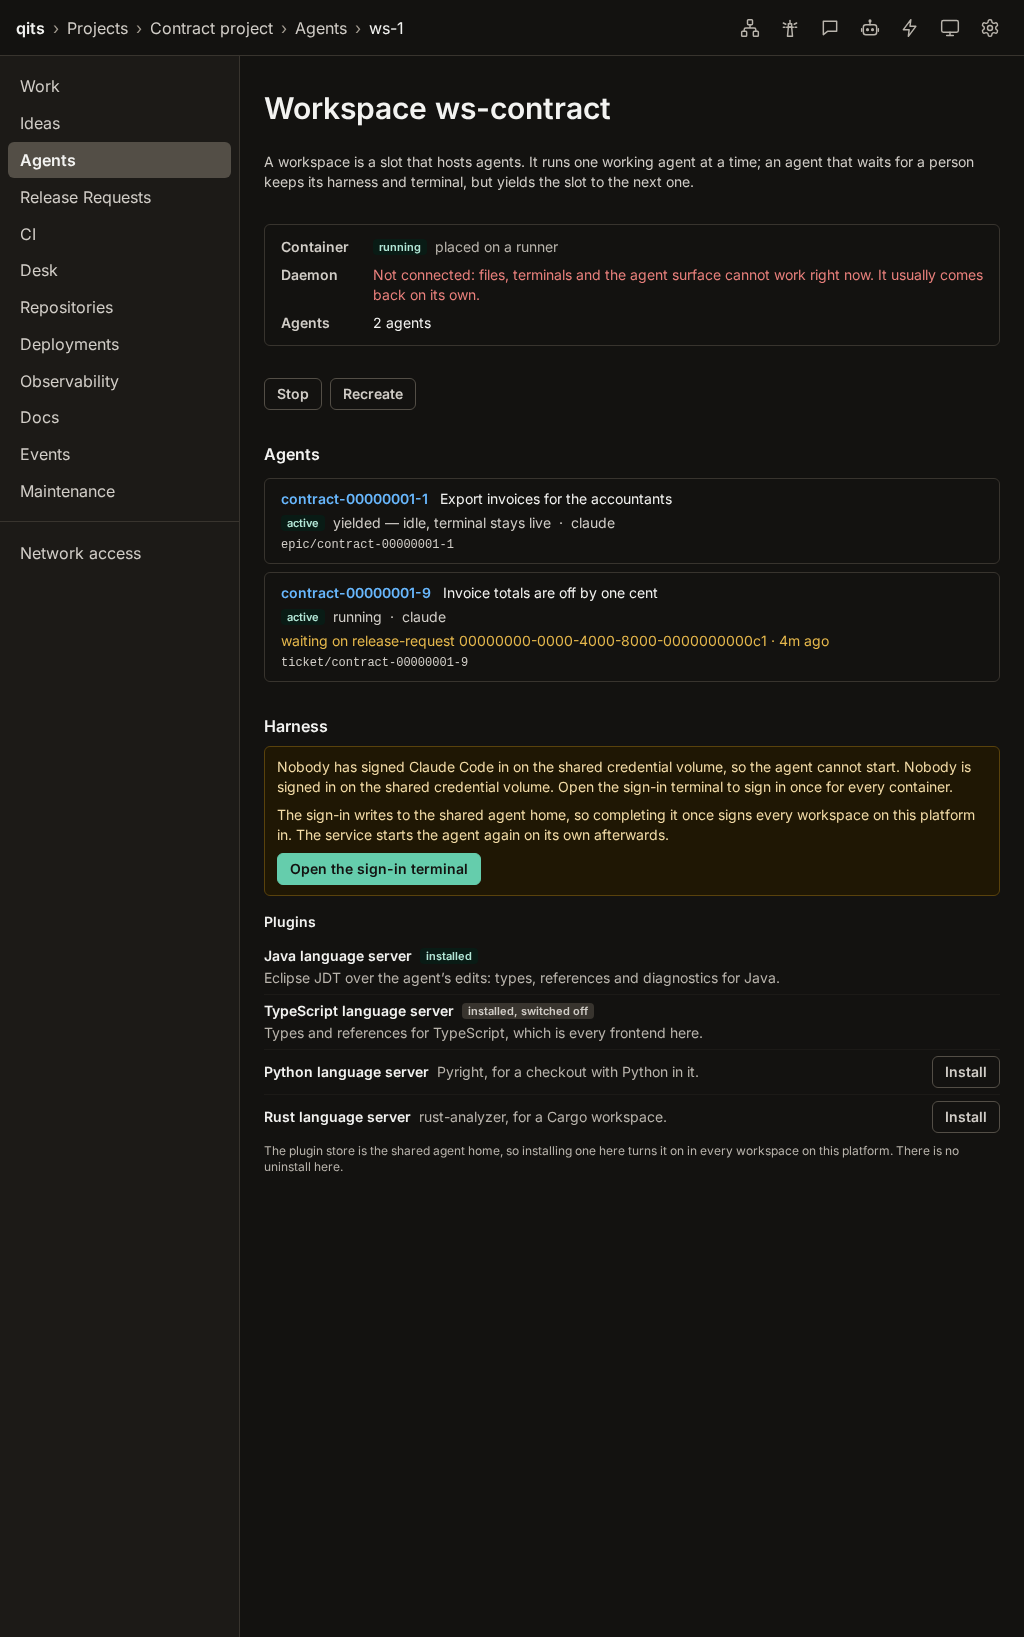 qits › Projects › Contract project › Agents › ws-1
Work
Ideas
Agents
Release Requests
CI
Desk
Repositories
Deployments
Observability
Docs
Events
Maintenance
Network access
Workspace ws-contract
A workspace is a slot that hosts agents. It runs one working agent at a time; an agent that waits for a person
keeps its harness and terminal, but yields the slot to the next one.
Container running placed on a runner
Daemon Not connected: files, terminals and the agent surface cannot work right now. It usually comes
back on its own.
Agents 2 agents
Stop Recreate
Agents
contract-00000001-1 Export invoices for the accountants
active yielded — idle, terminal stays live · claude
epic/contract-00000001-1
contract-00000001-9 Invoice totals are off by one cent
active running · claude
waiting on release-request 00000000-0000-4000-8000-0000000000c1 · 4m ago
ticket/contract-00000001-9
Harness
Nobody has signed Claude Code in on the shared credential volume, so the agent cannot start. Nobody is
signed in on the shared credential volume. Open the sign-in terminal to sign in once for every container.
The sign-in writes to the shared agent home, so completing it once signs every workspace on this platform
in. The service starts the agent again on its own afterwards.
Open the sign-in terminal
Plugins
Java language server installed
Eclipse JDT over the agent’s edits: types, references and diagnostics for Java.
TypeScript language server installed, switched off
Types and references for TypeScript, which is every frontend here.
Python language server Pyright, for a checkout with Python in it. Install
Rust language server rust-analyzer, for a Cargo workspace. Install
The plugin store is the shared agent home, so installing one here turns it on in every workspace on this platform. There is no
uninstall here.